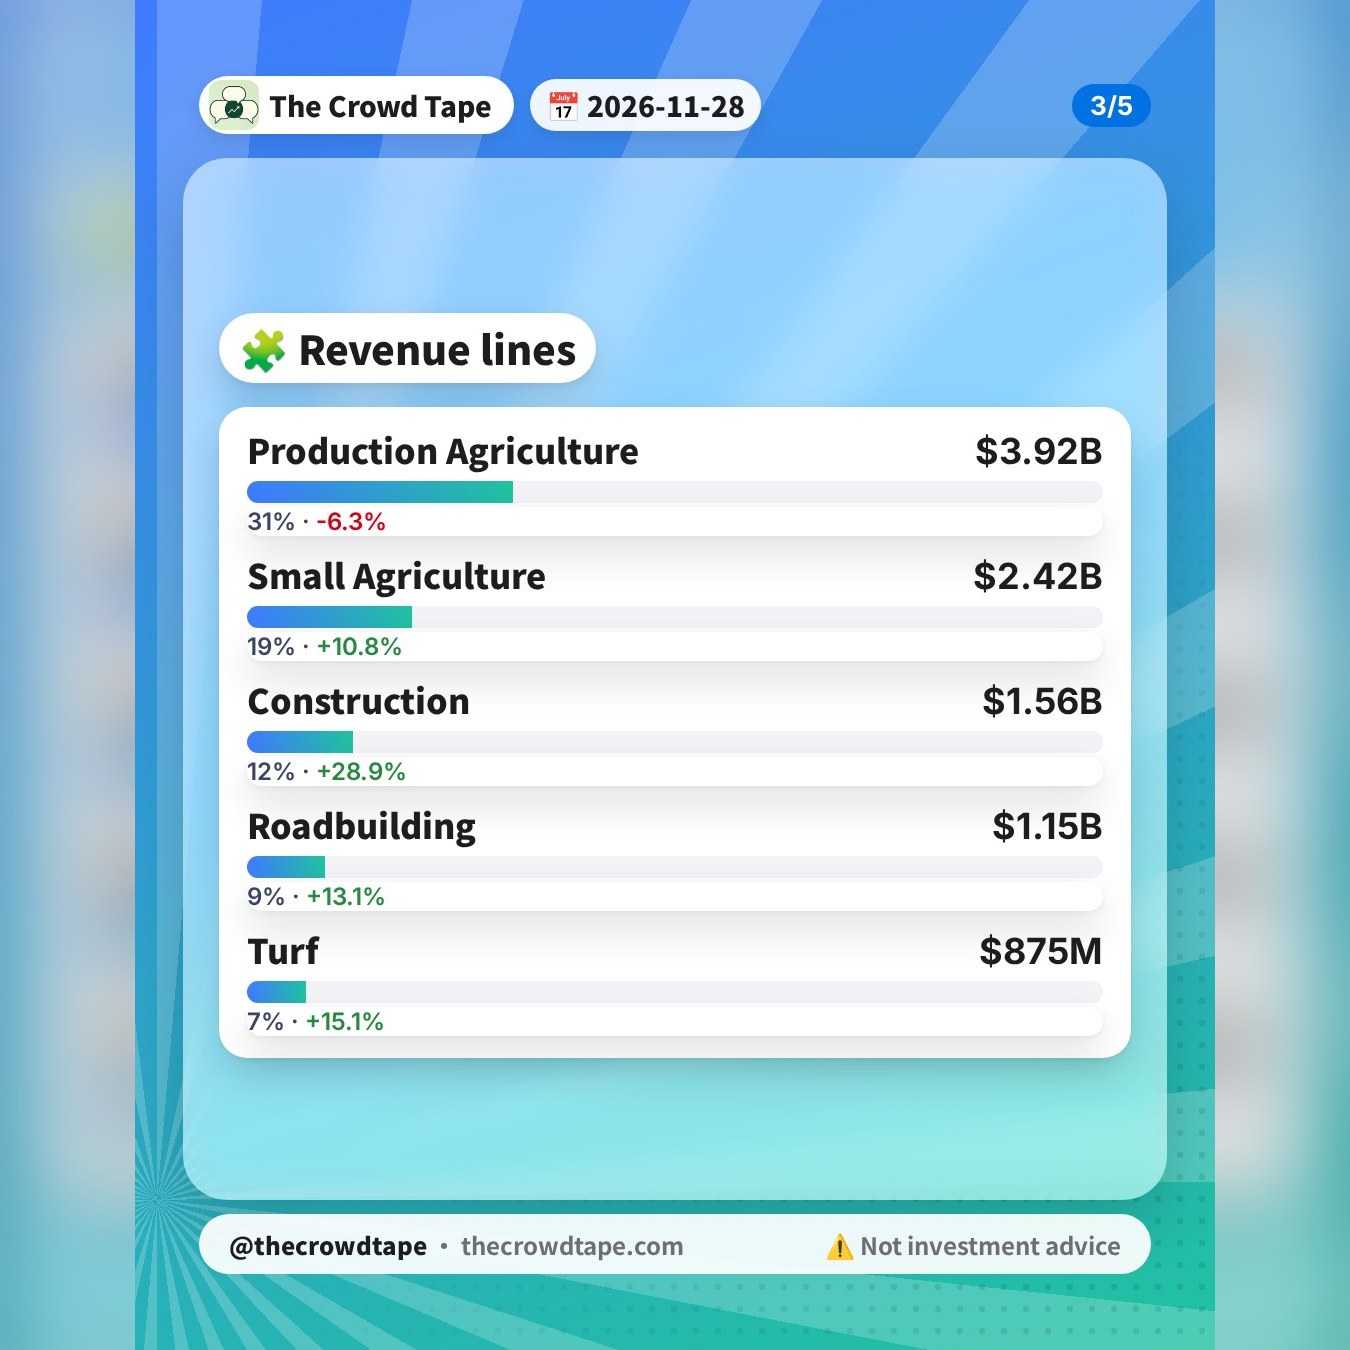 The Crowd Tape
July
17
2026-11-28
3/5
Revenue lines
Production Agriculture
$3.92B
31% · -6.3%
Small Agriculture
$2.42B
19% · +10.8%
Construction
$1.56B
12% · +28.9%
Roadbuilding
$1.15B
9% · +13.1%
Turf
$875M
7% · +15.1%
@thecrowdtape • thecrowdtape.com
Not investment advice